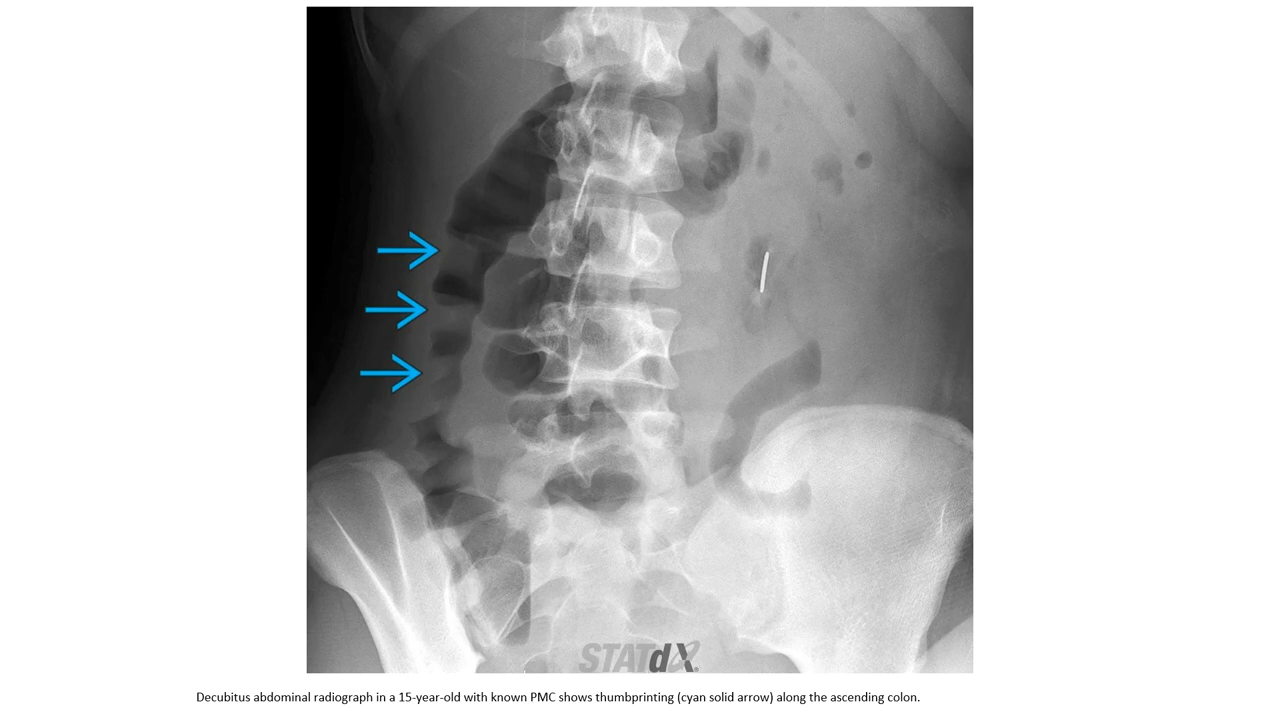 STATdX
Decubitus abdominal radiograph in a 15-year-old with known PMC shows thumbprinting (cyan solid arrow) along the ascending colon.